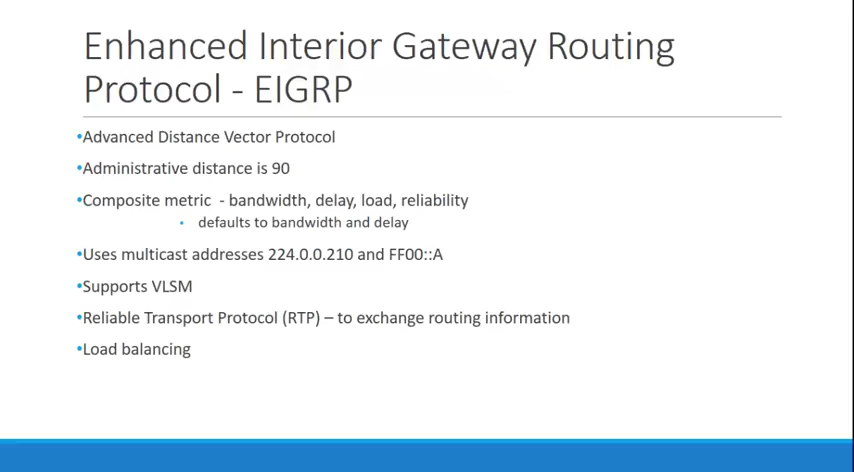 Enhanced Interior Gateway Routing
Protocol - EIGRP
•Advanced Distance Vector Protocol
•Administrative distance is 90
•Composite metric - bandwidth, delay, load, reliability
• defaults to bandwidth and delay
•Uses multicast addresses 224.0.0.210 and FF00::A
•Supports VLSM
•Reliable Transport Protocol (RTP) – to exchange routing information
•Load balancing